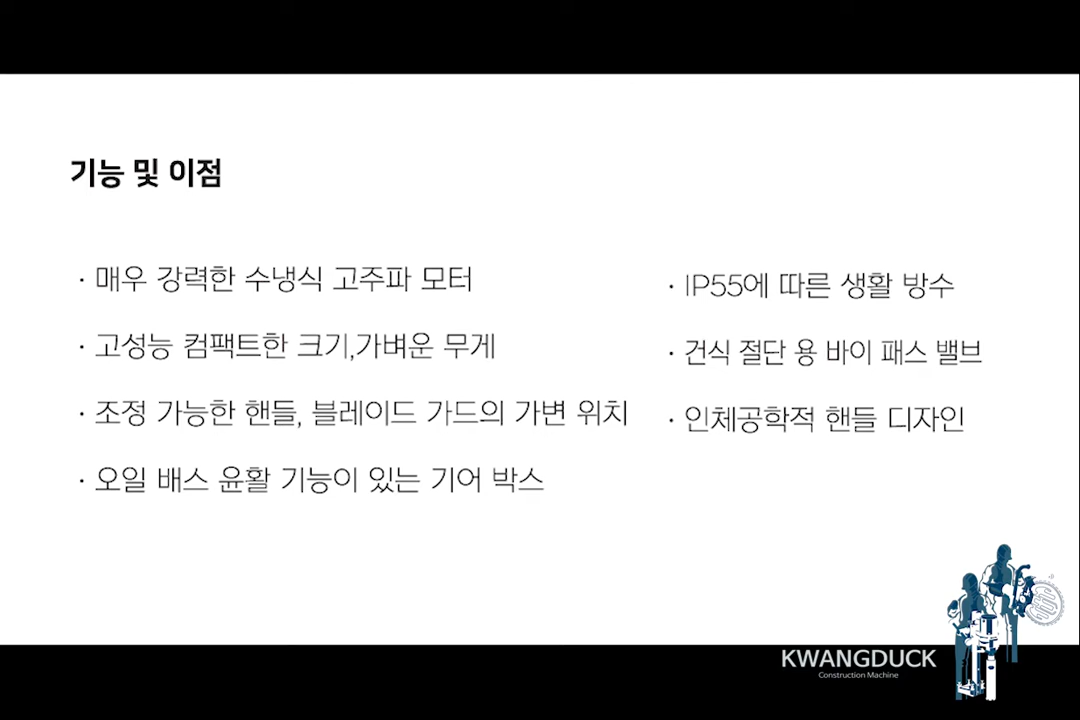 기능 및 이점
· 매우 강력한 수냉식 고주파 모터
· 고성능 컴팩트한 크기,가벼운 무게
· 조정 가능한 핸들, 블레이드 가드의 가변 위치
· 오일 배스 윤활 기능이 있는 기어 박스
· IP55에 따른 생활 방수
· 건식 절단 용 바이 패스 밸브
· 인체공학적 핸들 디자인
KWANGDUCK
Construction Machine